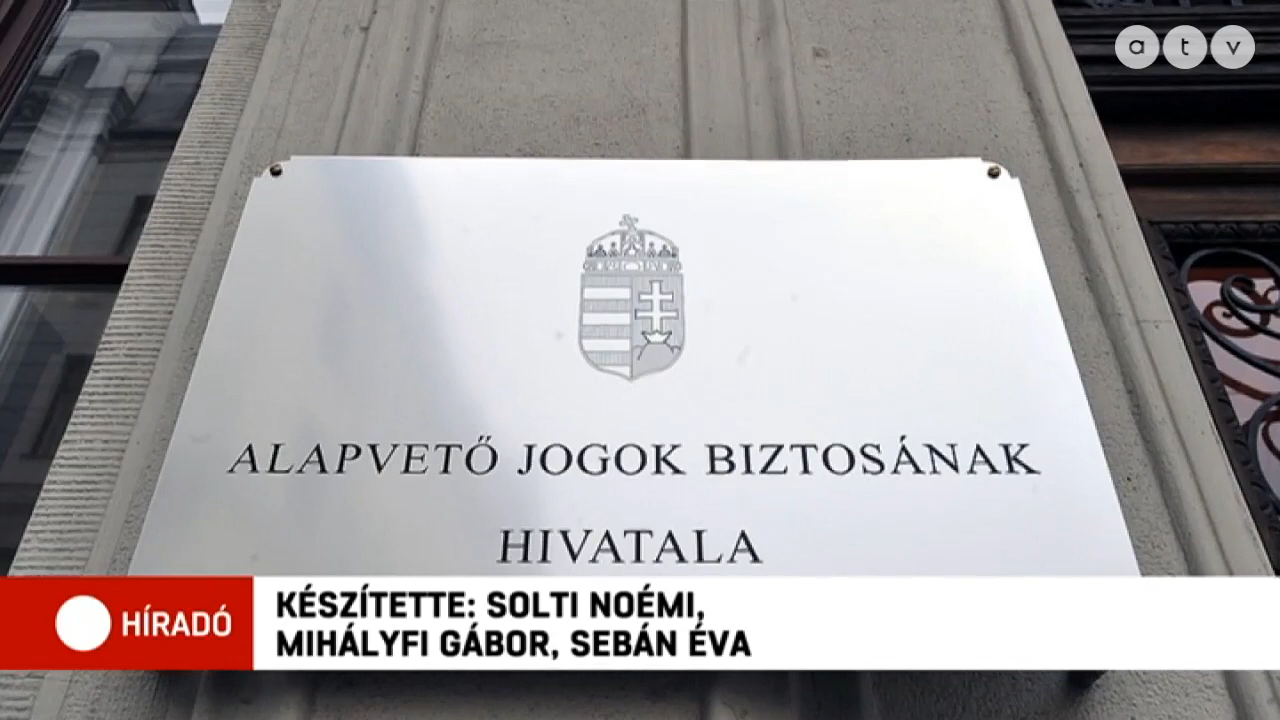 atv
ALAPVETŐ JOGOK BIZTOSÁNAK
HIVATALA
HÍRADÓ
KÉSZÍTETTE: SOLTI NOÉMI,
MIHÁLYFI GÁBOR, SEBÁN ÉVA